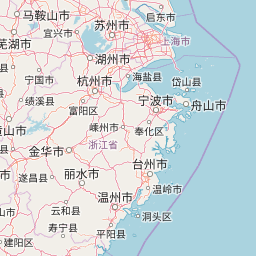 马鞍山市
启东市
苏州市
宜兴市
上海市
芜湖市
湖州市
海盐县
宁国市
岱山县
杭州市
绩溪县
宁波市
舟山市
富阳区
嵊州市
奉化区
黄山市
浙江省
金华市
台州市
遂昌县
丽水市
温岭市
云和县
温州市
洞头区
寿宁县
平阳县
建阳区